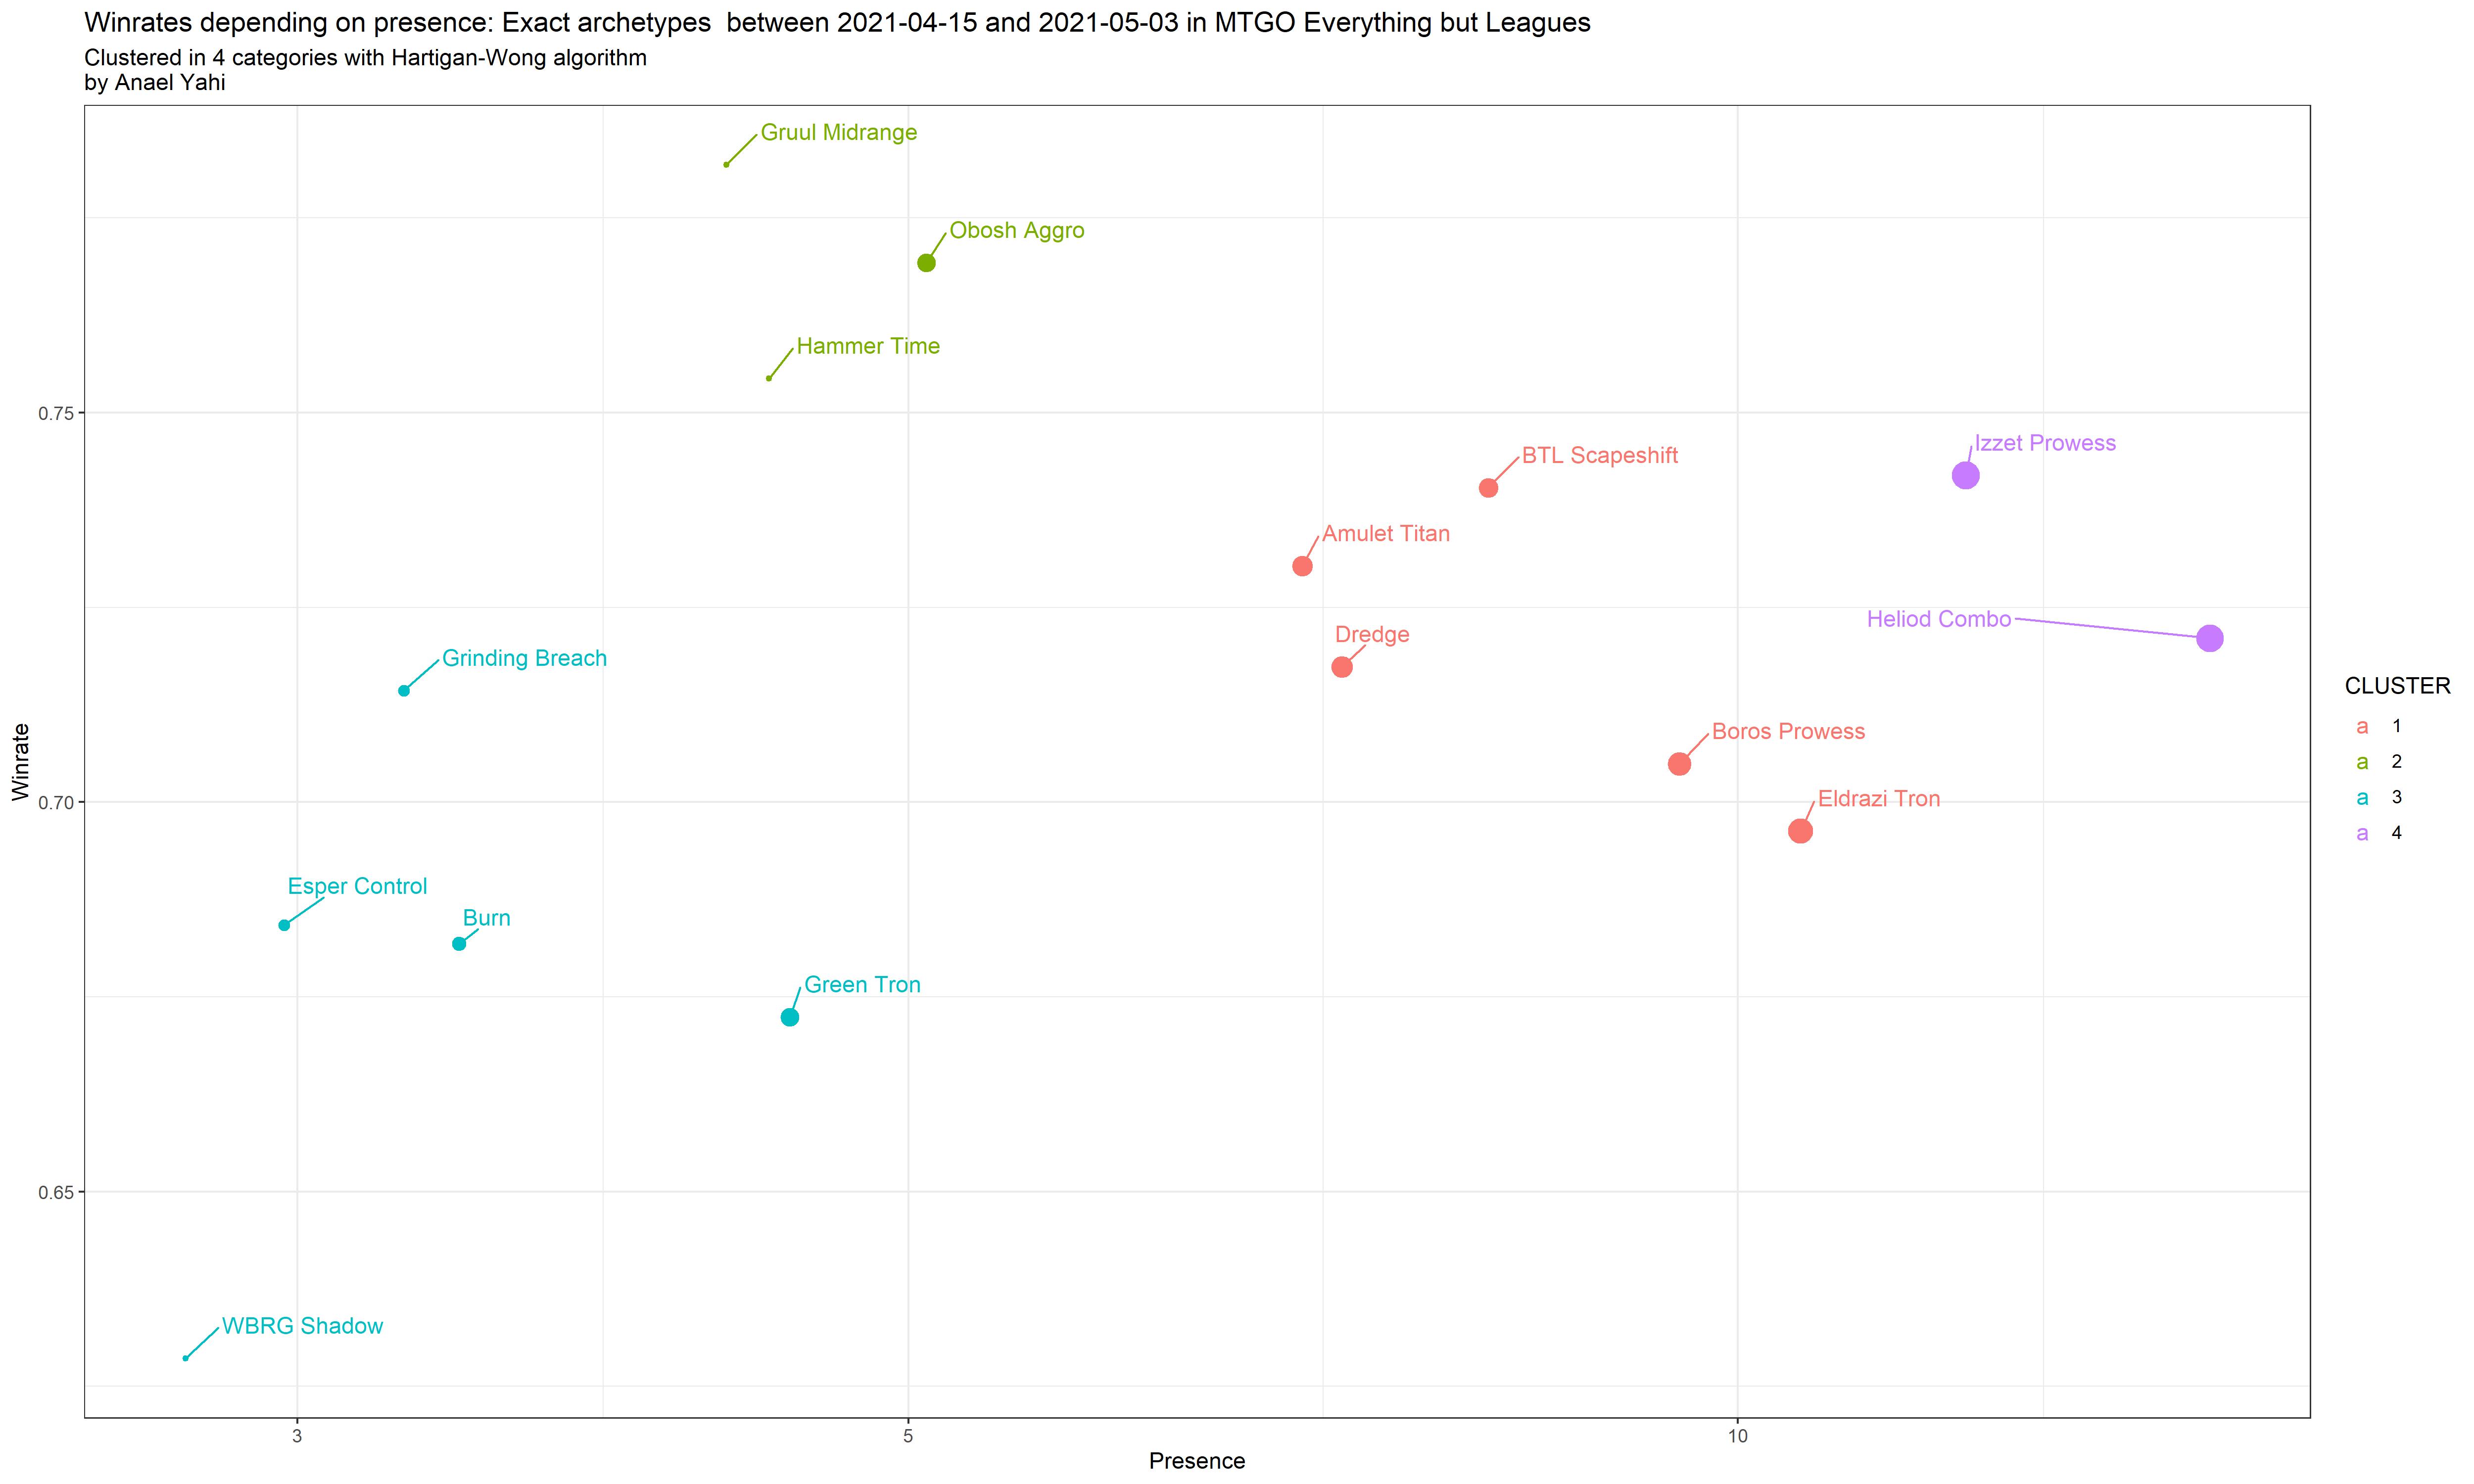 Winrates depending on presence: Exact archetypes  between 2021-04-15 and 2021-05-03 in MTGO Everything but Leagues
Clustered in 4 categories with Hartigan-Wong algorithm
by Anael Yahi
Gruul Midrange
Obosh Aggro
Hammer Time
0.75
Izzet Prowess
BTL Scapeshift
Amulet Titan
Heliod Combo
Dredge
Grinding Breach
CLUSTER
a 1
a 2
a 3
a 4
Boros Prowess
Winrate
0.70
Eldrazi Tron
Esper Control
Burn
Green Tron
0.65
WBRG Shadow
3
5
10
Presence